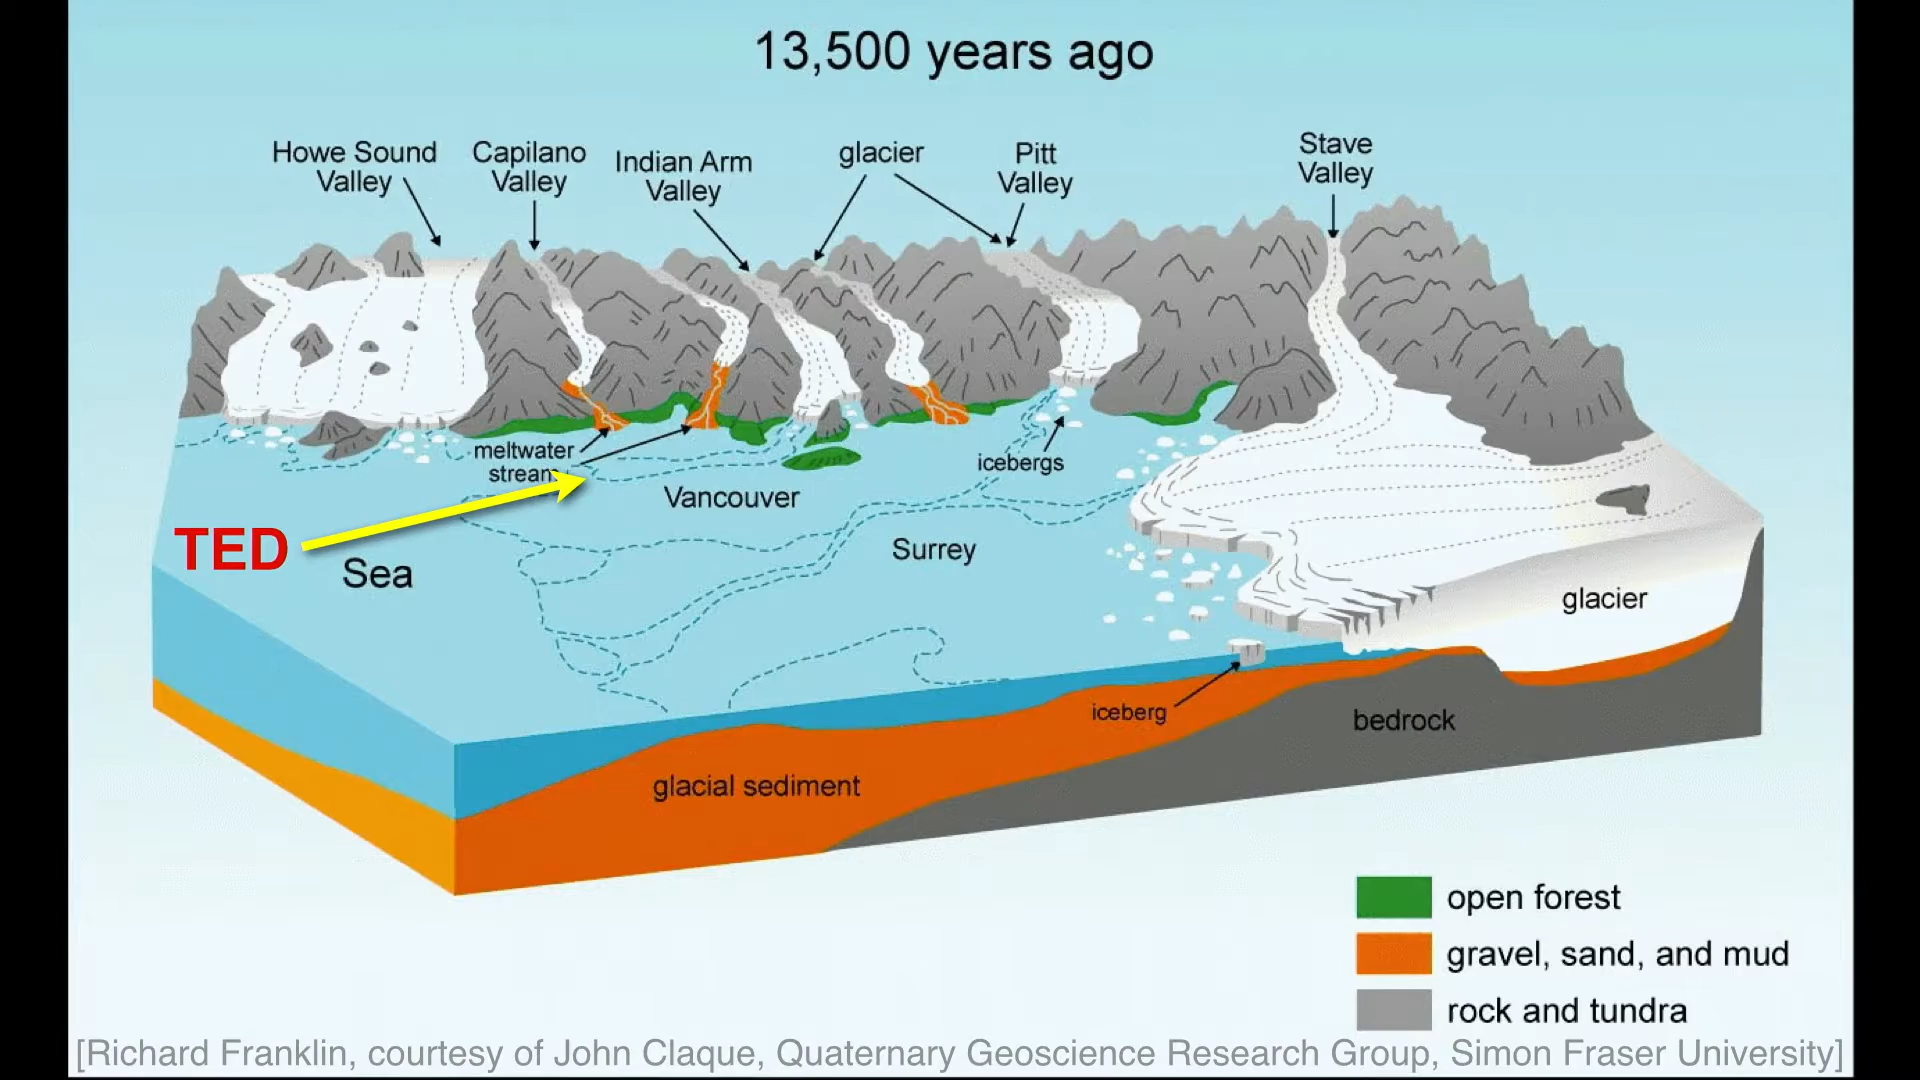 13,500 years ago
Howe Sound
Valley
Capilano
Valley
Indian Arm
Valley
glacier
Pitt
Valley
Stave
Valley
meltwater
stream
icebergs
Vancouver
TED
Sea
Surrey
glacier
iceberg
bedrock
glacial sediment
open forest
gravel, sand, and mud
rock and tundra
[Richard Franklin, courtesy of John Claque, Quaternary Geoscience Research Group, Simon Fraser University]